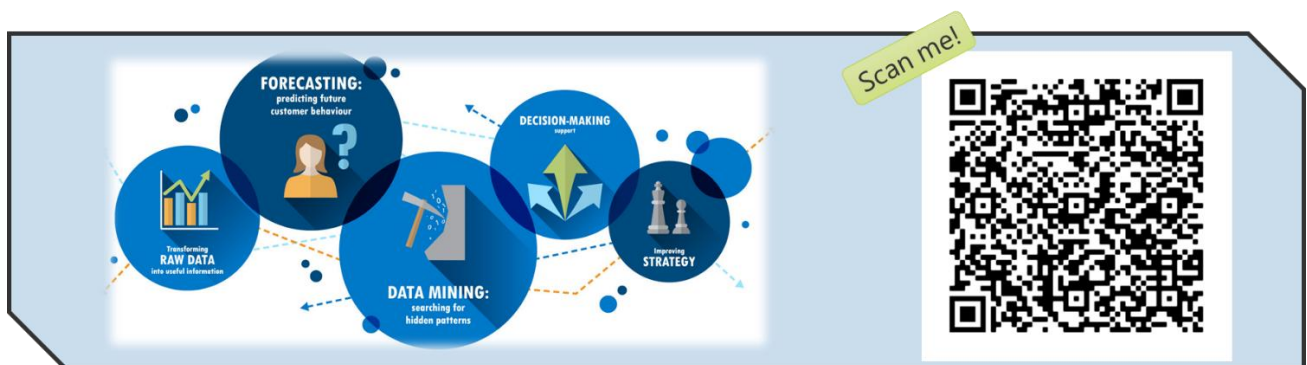 FORECASTING:
predicting future
customer behaviour
Transforming
RAW DATA
into useful information
DATA MINING:
searching for
hidden patterns
DECISION-MAKING
support
Improving
STRATEGY
Scan me!